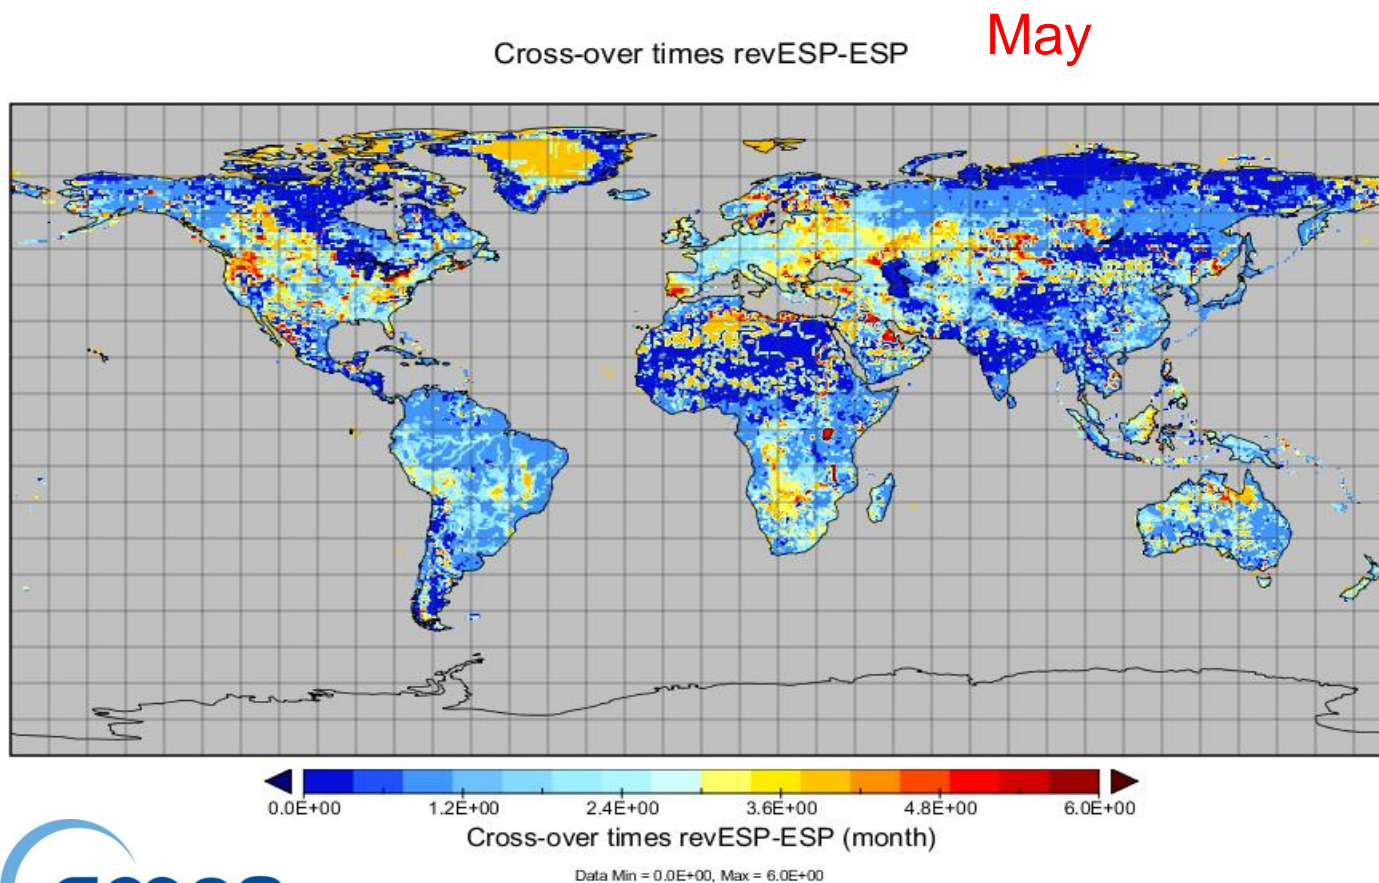 May
Cross-over times revESP-ESP
0.0E+00 1.2E+00 2.4E+00 3.6E+00 4.8E+00 6.0E+00
Cross-over times revESP-ESP (month)
Data Min = 0.0E+00, Max = 6.0E+00